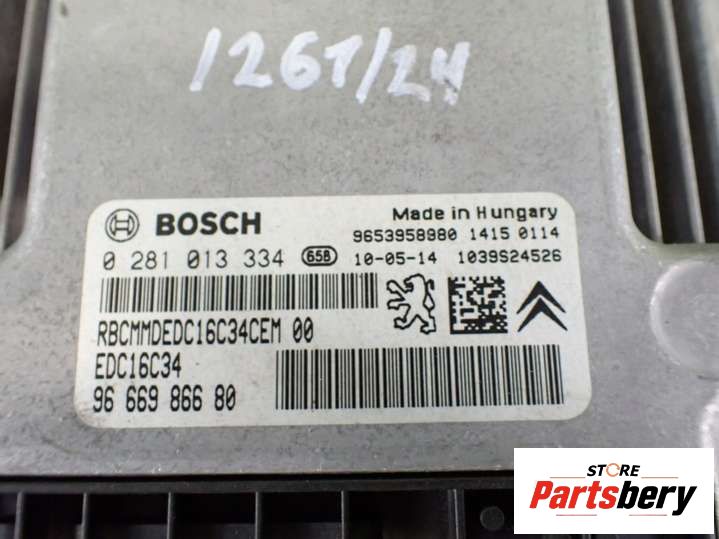 1261/24
BOSCH
Made in Hungary
9653958980 1415 0114
0 281 013 334 658 10-05-14 1039S24526
RBCMMDEDC16C34CEM 00
EDC16C34
96 669 866 80
STORE
Partsbery